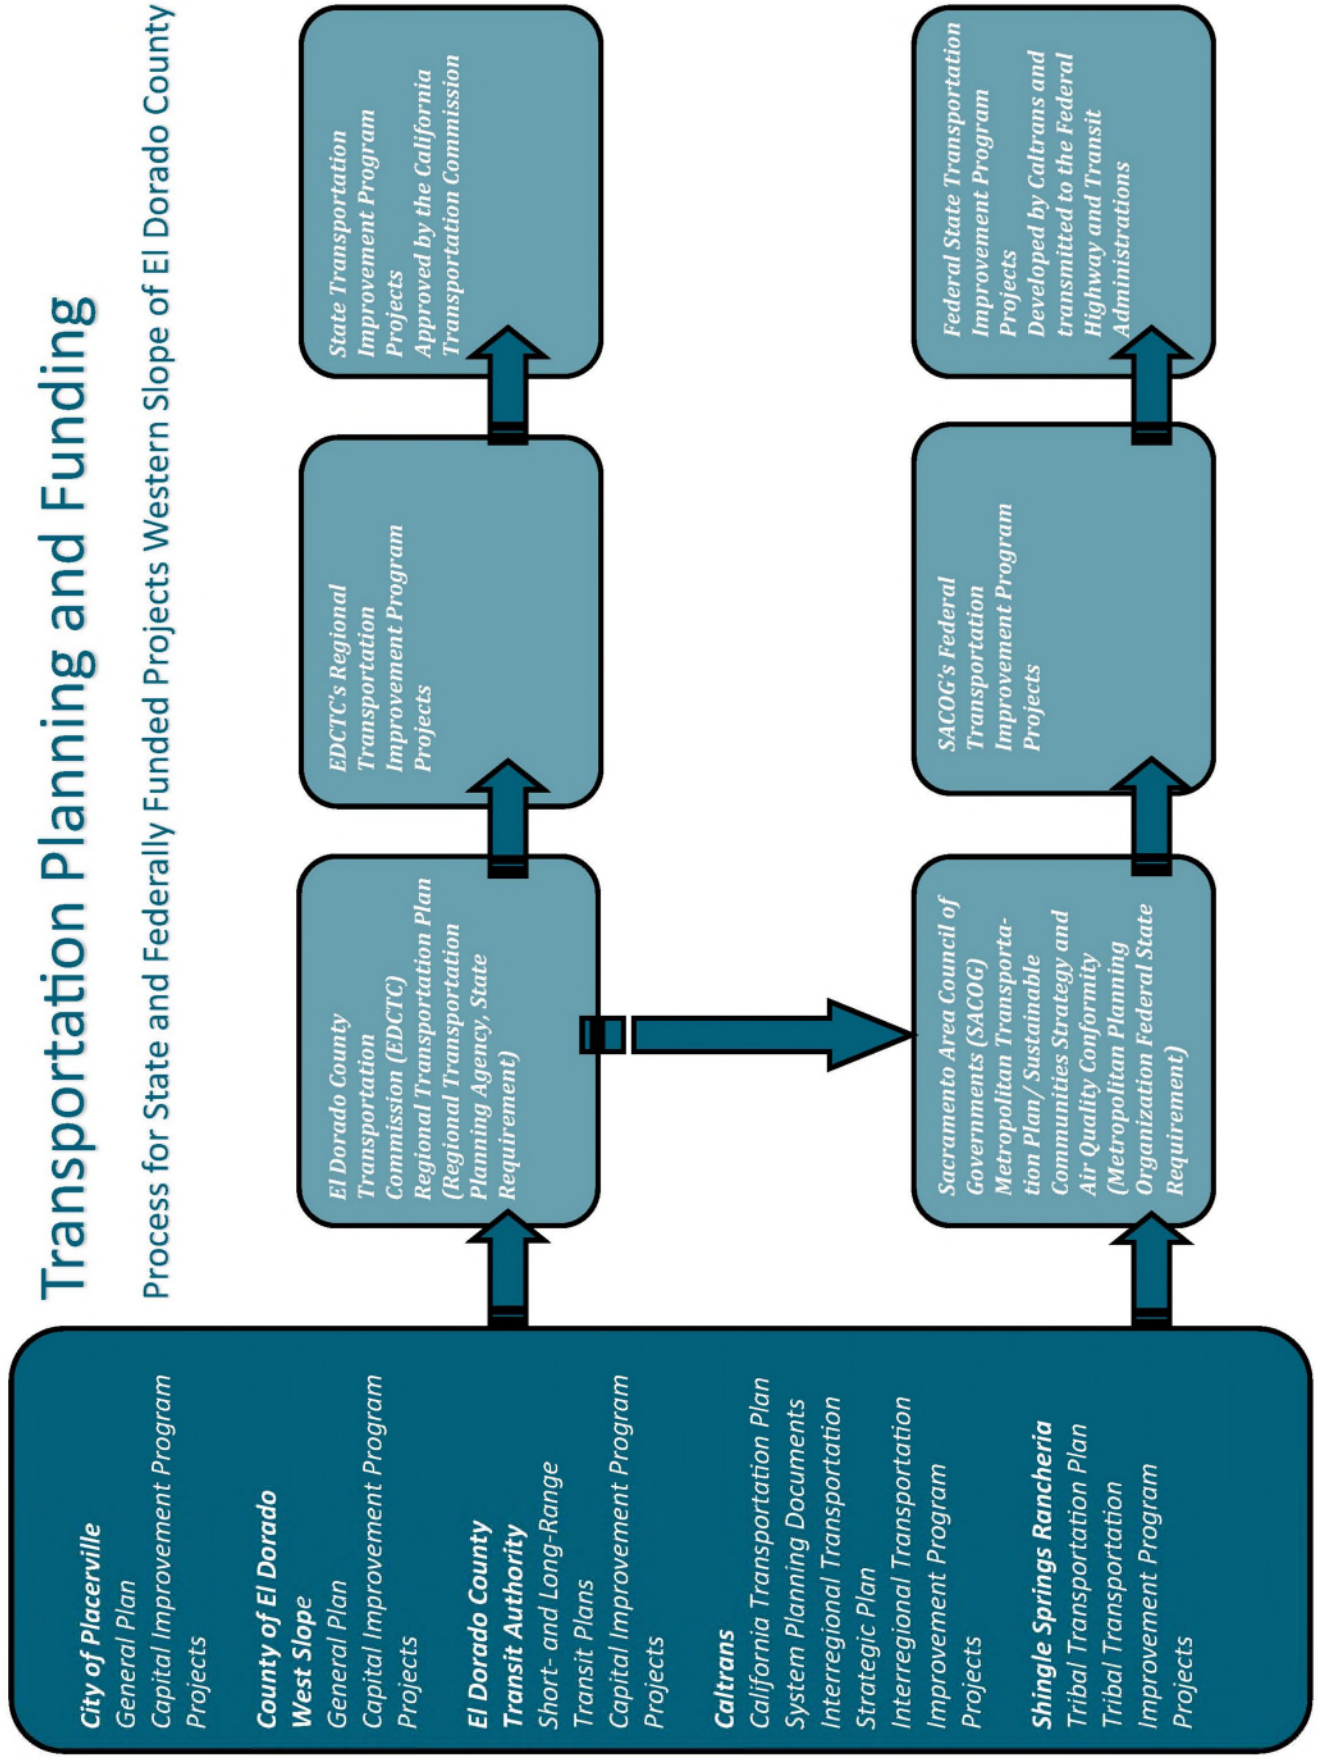 Transportation Planning and Funding
Process for State and Federally Funded Projects Western Slope of El Dorado County
City of Placerville
General Plan
Capital Improvement Program
Projects
County of El Dorado
West Slope
General Plan
Capital Improvement Program
Projects
El Dorado County
Transit Authority
Short- and Long-Range
Transit Plans
Capital Improvement Program
Projects
Caltrans
California Transportation Plan
System Planning Documents
Interregional Transportation
Strategic Plan
Interregional Transportation
Improvement Program
Projects
Shingle Springs Rancheria
Tribal Transportation Plan
Tribal Transportation
Improvement Program
Projects
El Dorado County
Transportation
Commission (EDCTC)
Regional Transportation Plan
(Regional Transportation
Planning Agency, State
Requirement)
EDCTC's Regional
Transportation
Improvement Program
Projects
State Transportation
Improvement Program
Projects
Approved by the California
Transportation Commission
Sacramento Area Council of
Governments (SACOG)
Metropolitan Transporta-
tion Plan/ Sustainable
Communities Strategy and
Air Quality Conformity
(Metropolitan Planning
Organization Federal State
Requirement)
SACOG's Federal
Transportation
Improvement Program
Projects
Federal State Transportation
Improvement Program
Projects
Developed by Caltrans and
transmitted to the Federal
Highway and Transit
Administrations